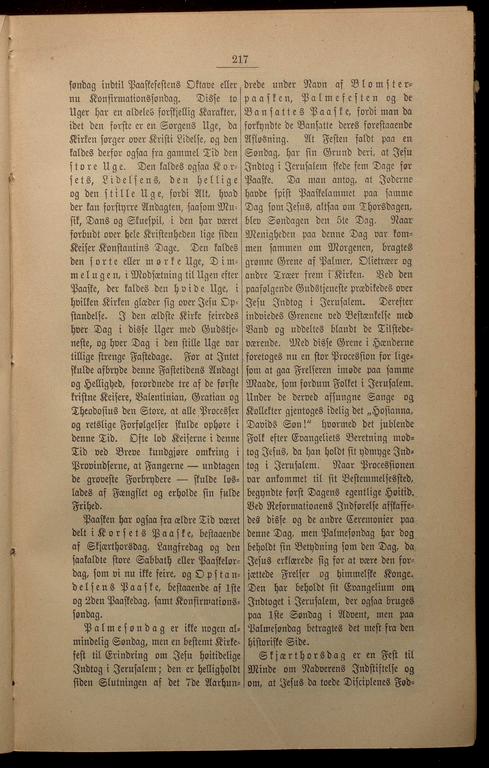 217
søndag indtil Paaskefestens Oktave eller
nu Konfirmationssøndag. Disse to
Uger har en aldeles forskjellig Karakter,
idet den første er en Sorgens Uge, da
Kirken sørger over Kristi Lidelse, og den
kaldes derfor ogsaa fra gammel Tid den
store Uge. Den kaldes ogsaa Kor-
sets, Lidelsens, den hellige
og den stille Uge, fordi Alt, hvad
der kan forstyrre Andagten, saasom Mu-
sik, Dans og Skuespil, i den har været
forbudt over hele Kristenheden lige siden
Keiser Konstantins Dage. Den kaldes
den sorte eller mørke Uge, Dim-
melugen, i Modsætning til Ugen efter
Paaske, der kaldes den hvide Uge, i
hvilken Kirken glæder sig over Jesu Op-
standelse. I den ældste Kirke feiredes
hver Dag i disse Uger med Gudstje-
neste, og hver Dag i den stille Uge var
tillige strenge Fastedage. For at Intet
skulde afbryde denne Fastetidens Andagt
og Hellighed, forordnede tre af de første
kristne Keisere, Valentinian, Gratian og
Theodosius den Store, at alle Processer
og retslige Forfølgelser skulde ophøre i
denne Tid. Ofte lod Keiserne i denne
Tid ved Breve kundgjøre omkring i
Provindserne, at Fangerne — undtagen
de groveste Forbrydere — skulde løs-
lades af Fængslet og erholde sin fulde
Frihed.
Paasken har ogsaa fra ældre Tid været
delt i Korsets Paaske, bestaaende
af Skjærthorsdag, Langfredag og den
saakaldte store Sabbath eller Paaskelør-
dag, som vi nu ikke feire, og Opstan-
delsens Paaske, bestaaende af 1ste
og 2den Paaskedag, samt Konfirmations-
søndag.
Palmesøndag er ikke nogen al-
mindelig Søndag, men en bestemt Kirke-
fest til Erindring om Jesu høitidelige
Indtog i Jerusalem; den er helligholdt
siden Slutningen af det 7de Aarhun-
drede under Navn af Blomster-
paasken, Palmefesten og de
Bansattes Paaske, fordi man da
forkyndte de Bansatte deres forestaaende
Afløsning. At Festen faldt paa en
Søndag, har sin Grund deri, at Jesu
Indtog i Jerusalem skede fem Dage før
Paaske. Da man antog, at Jøderne
havde spist Paaskelammet paa samme
Dag som Jesus, altsaa om Thorsdagen,
blev Søndagen den 5te Dag. Naar
Menigheden paa denne Dag var kom-
men sammen om Morgenen, bragtes
grønne Grene af Palmer, Olietræer og
andre Træer frem i Kirken. Ved den
paafølgende Gudstjeneste prædikedes over
Jesu Indtog i Jerusalem. Derefter
indviedes Grenene ved Bestænkelse med
Vand og uddeltes blandt de Tilstede-
værende. Med disse Grene i Hænderne
foretoges nu en stor Procession for lige-
som at gaa Frelseren imøde paa samme
Maade, som fordum Folket i Jerusalem.
Under de derved afsungne Sange og
Kollekter gjentoges idelig det „Hosianna,
Davids Søn!“ hvormed det jublende
Folk efter Evangeliets Beretning mod-
tog Jesus, da han holdt sit ydmyge Ind-
tog i Jerusalem. Naar Processionen
var ankommet til sit Bestemmelsessted,
begyndte først Dagens egentlige Høitid.
Ved Reformationens Indførelse afskaffe-
des disse og de andre Ceremonier paa
denne Dag, men Palmesøndag har dog
beholdt sin Betydning som den Dag, da
Jesus erklærede sig for at være den for-
jættede Frelser og himmelske Konge.
Den har beholdt sit Evangelium om
Indtoget i Jerusalem, der ogsaa bruges
paa 1ste Søndag i Advent, men paa
Palmesøndag betragtes det mest fra den
historiske Side.
Skjærthorsdag er en Fest til
Minde om Nadverens Indstiftelse og
om, at Jesus da toede Disciplenes Fød-